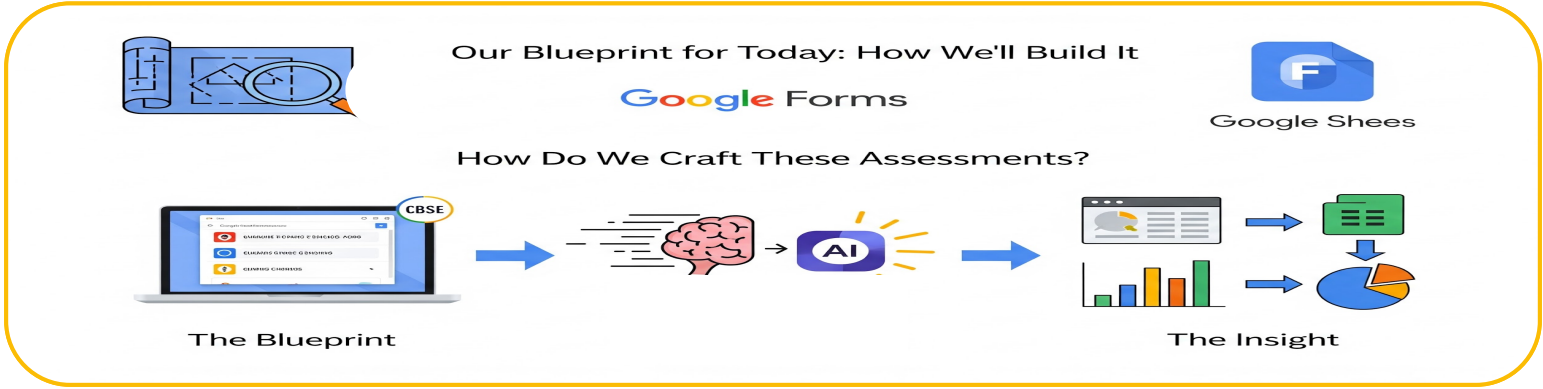 Our Blueprint for Today: How We'll Build It
Google Forms
F
Google Shees
How Do We Craft These Assessments?
CBSE
AI
The Blueprint
The Insight